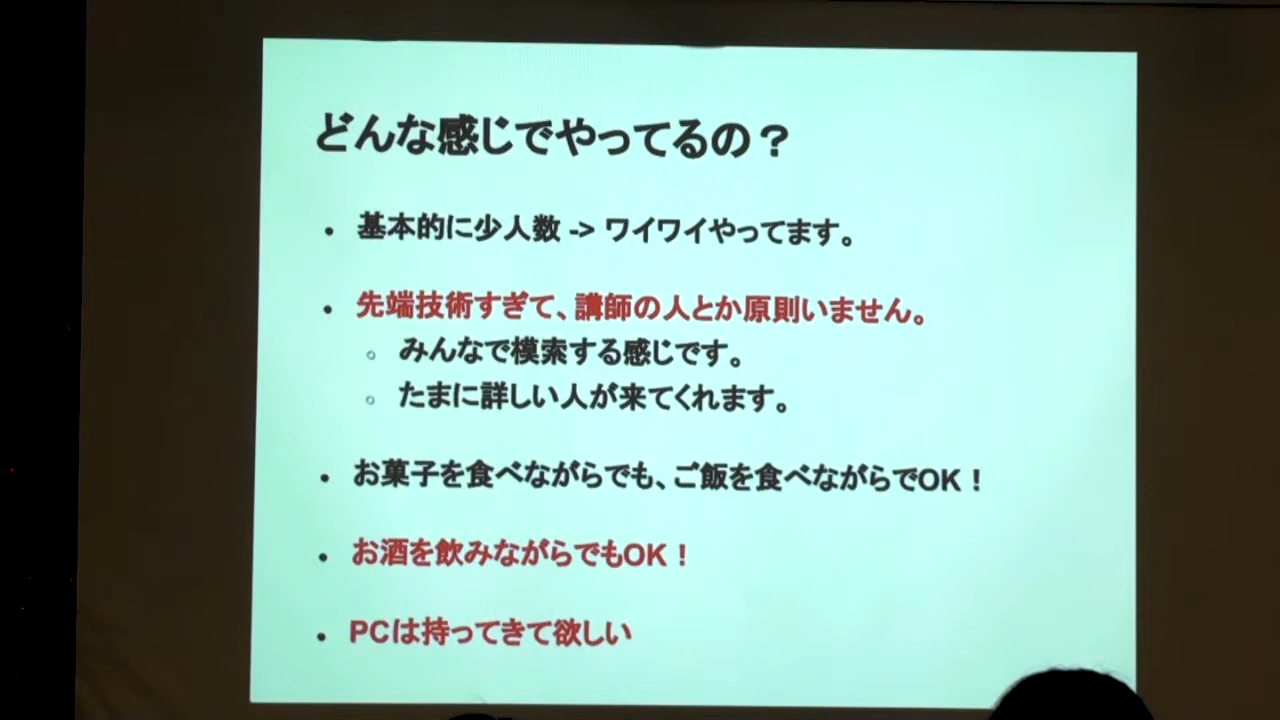 どんな感じでやってるの？
・ 基本的に少人数 -> ワイワイやってます。
・ 先端技術すぎて、講師の人とか原則いません。
○ みんなで模索する感じです。
○ たまに詳しい人が来てくれます。
・ お菓子を食べながらでも、ご飯を食べながらでOK！
・ お酒を飲みながらでもOK！
・ PCは持ってきて欲しい